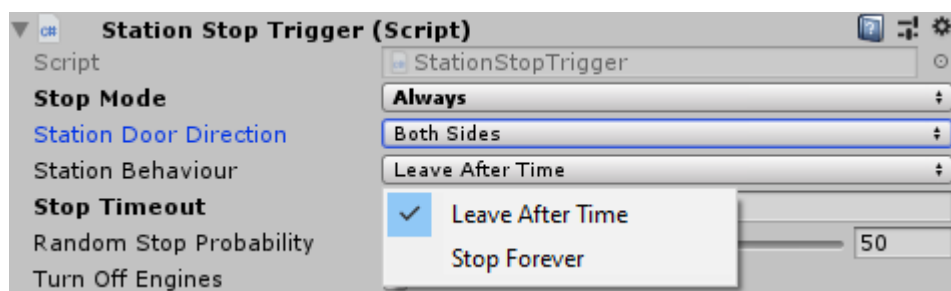 Station Stop Trigger (Script)
Script StationStopTrigger
Stop Mode Always
Station Door Direction Both Sides
Station Behaviour Leave After Time
Stop Timeout
Leave After Time
Random Stop Probability 50
Stop Forever
Turn Off Engines